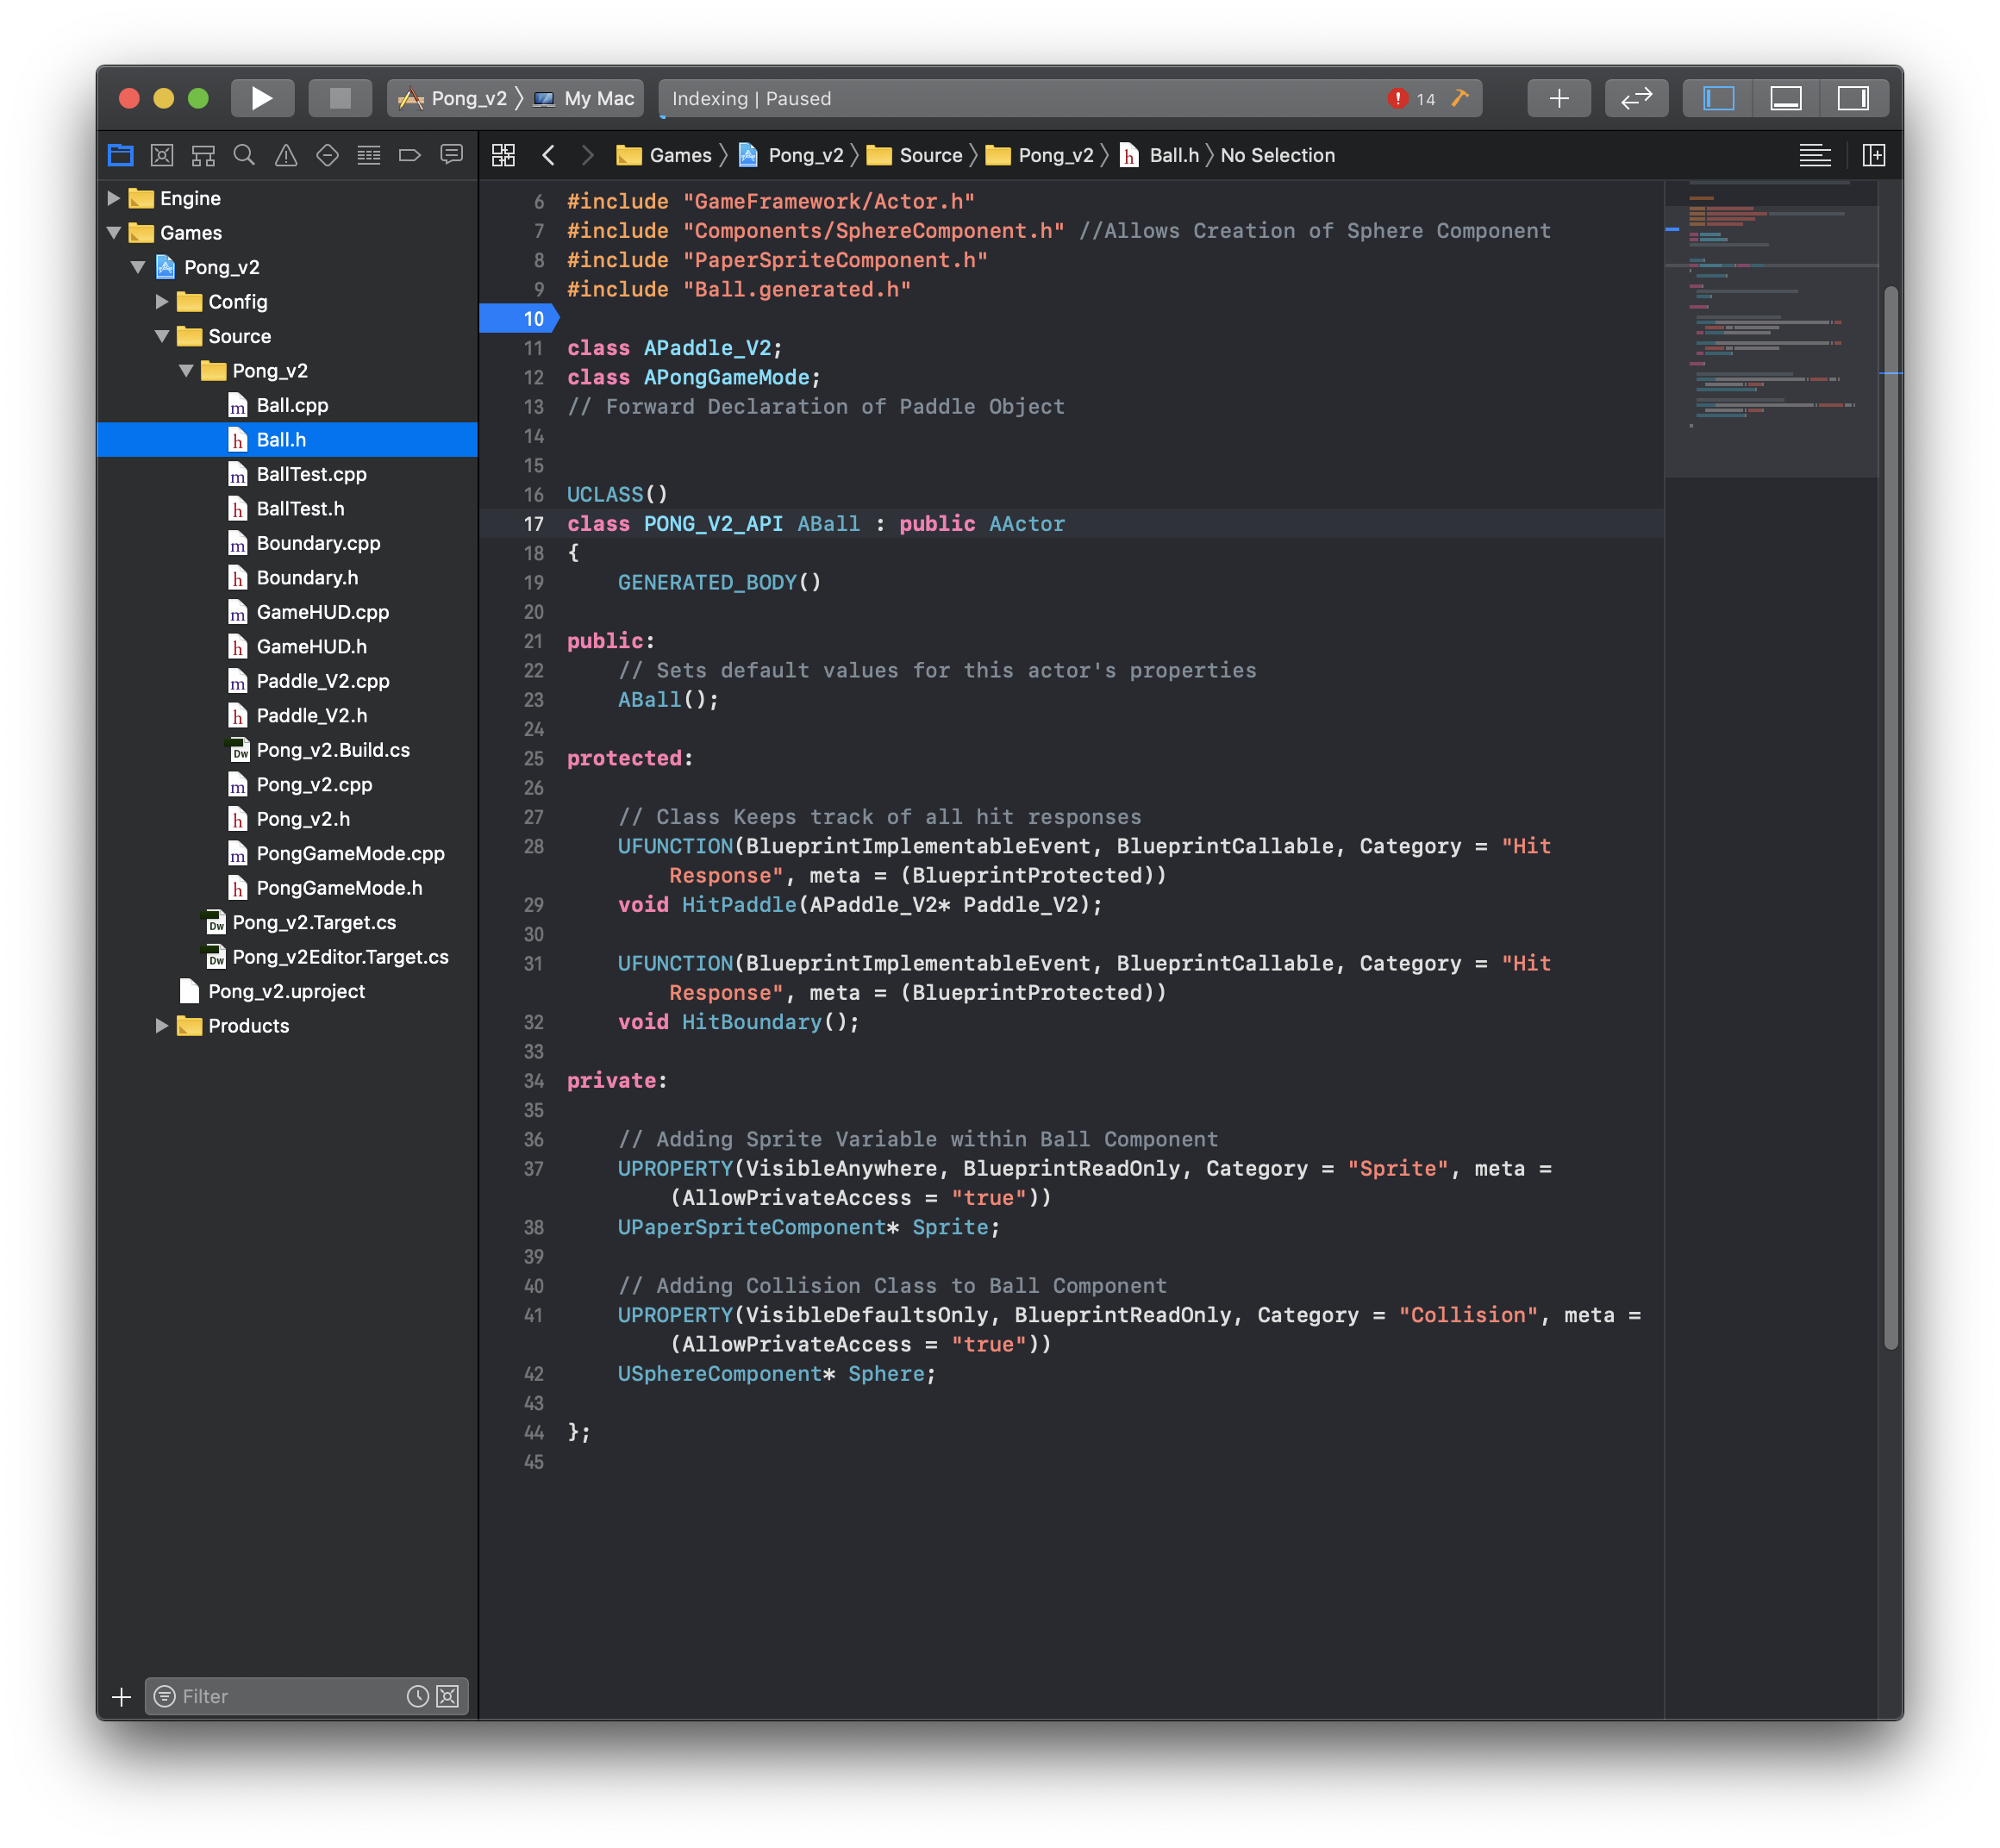 Pong_v2 〉 My Mac
Indexing | Paused
14
Games 〉 Pong_v2 〉 Source 〉 Pong_v2 〉 h Ball.h 〉 No Selection
Engine
Games
Pong_v2
Config
Source
Pong_v2
m Ball.cpp
h Ball.h
m BallTest.cpp
h BallTest.h
m Boundary.cpp
h Boundary.h
m GameHUD.cpp
h GameHUD.h
m Paddle_V2.cpp
h Paddle_V2.h
Dw Pong_v2.Build.cs
m Pong_v2.cpp
h Pong_v2.h
m PongGameMode.cpp
h PongGameMode.h
Dw Pong_v2.Target.cs
Dw Pong_v2Editor.Target.cs
Pong_v2.uproject
Products
Filter
6 #include "GameFramework/Actor.h"
7 #include "Components/SphereComponent.h" //Allows Creation of Sphere Component
8 #include "PaperSpriteComponent.h"
9 #include "Ball.generated.h"
10
11 class APaddle_V2;
12 class APongGameMode;
13 // Forward Declaration of Paddle Object
14
15
16 UCLASS()
17 class PONG_V2_API ABall : public AActor
18 {
19 GENERATED_BODY()
20
21 public:
22 // Sets default values for this actor's properties
23 ABall();
24
25 protected:
26
27 // Class Keeps track of all hit responses
28 UFUNCTION(BlueprintImplementableEvent, BlueprintCallable, Category = "Hit
Response", meta = (BlueprintProtected))
29 void HitPaddle(APaddle_V2* Paddle_V2);
30
31 UFUNCTION(BlueprintImplementableEvent, BlueprintCallable, Category = "Hit
Response", meta = (BlueprintProtected))
32 void HitBoundary();
33
34 private:
35
36 // Adding Sprite Variable within Ball Component
37 UPROPERTY(VisibleAnywhere, BlueprintReadOnly, Category = "Sprite", meta =
(AllowPrivateAccess = "true"))
38 UPaperSpriteComponent* Sprite;
39
40 // Adding Collision Class to Ball Component
41 UPROPERTY(VisibleDefaultsOnly, BlueprintReadOnly, Category = "Collision", meta =
(AllowPrivateAccess = "true"))
42 USphereComponent* Sphere;
43
44 };
45